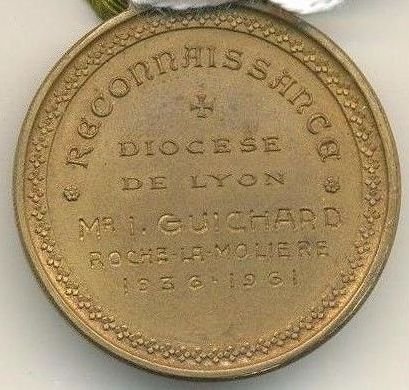 RECONNAISSANCE
DIOCESE
DE LYON
MR I. GUICHARD
ROCHE-LA-MOLIERE
1936-1961